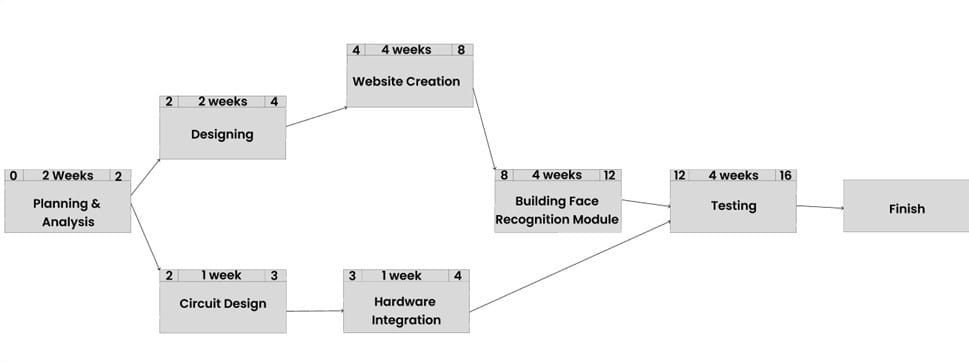 4 4 weeks 8
Website Creation
2 2 weeks 4
Designing
0 2 Weeks 2
Planning &
Analysis
8 4 weeks 12
Building Face
Recognition Module
12 4 weeks 16
Testing
Finish
2 1 week 3
Circuit Design
3 1 week 4
Hardware
Integration